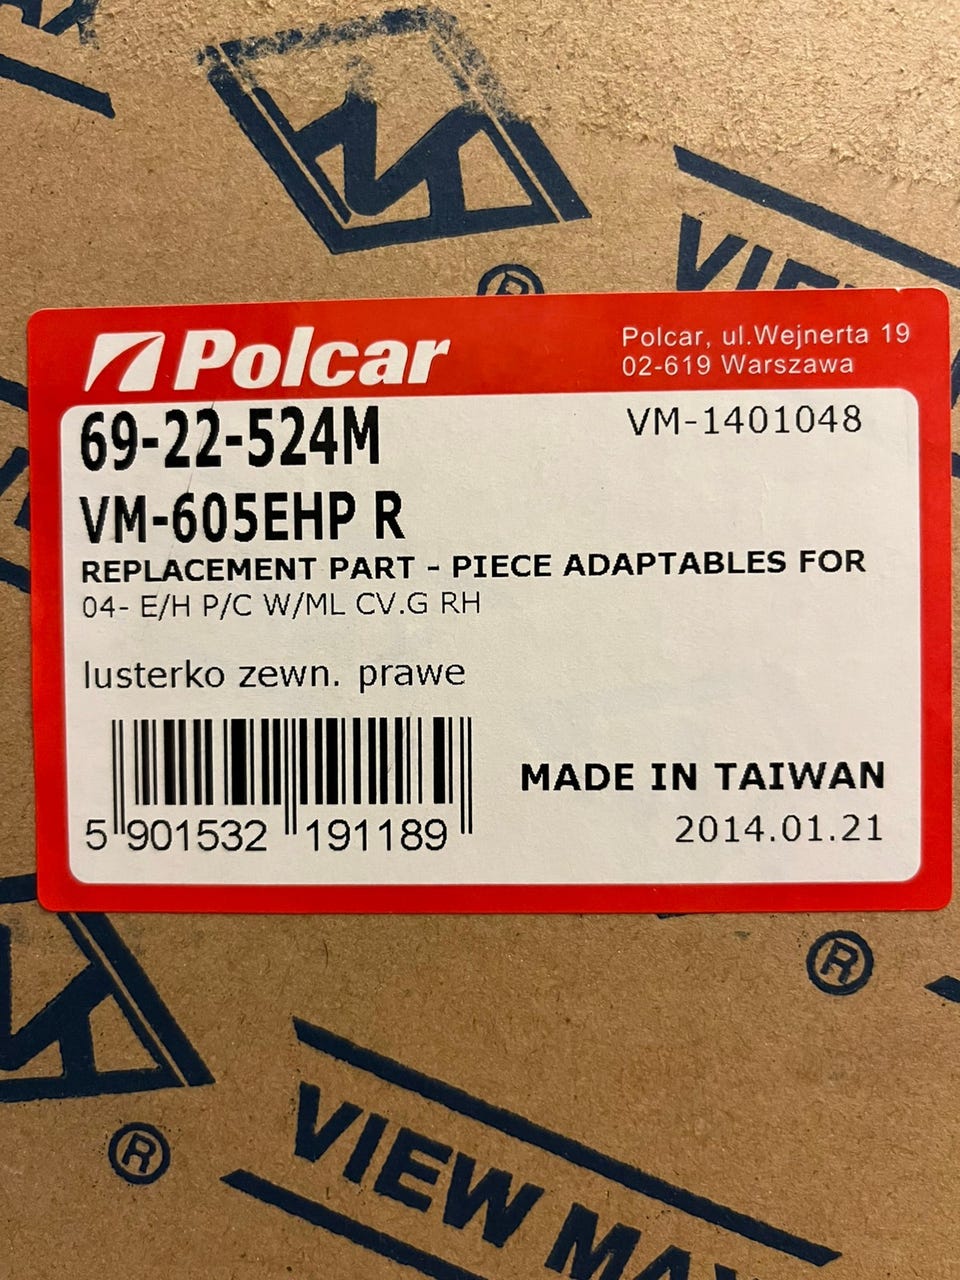 ®
VIEW
Polcar
Polcar, ul.Wejnerta 19
02-619 Warszawa
69-22-524M
VM-1401048
VM-605EHP R
REPLACEMENT PART - PIECE ADAPTABLES FOR
04- E/H P/C W/ML CV.G RH
lusterko zewn. prawe
MADE IN TAIWAN
2014.01.21
5 901532 191189
®
®
VIEW MAX